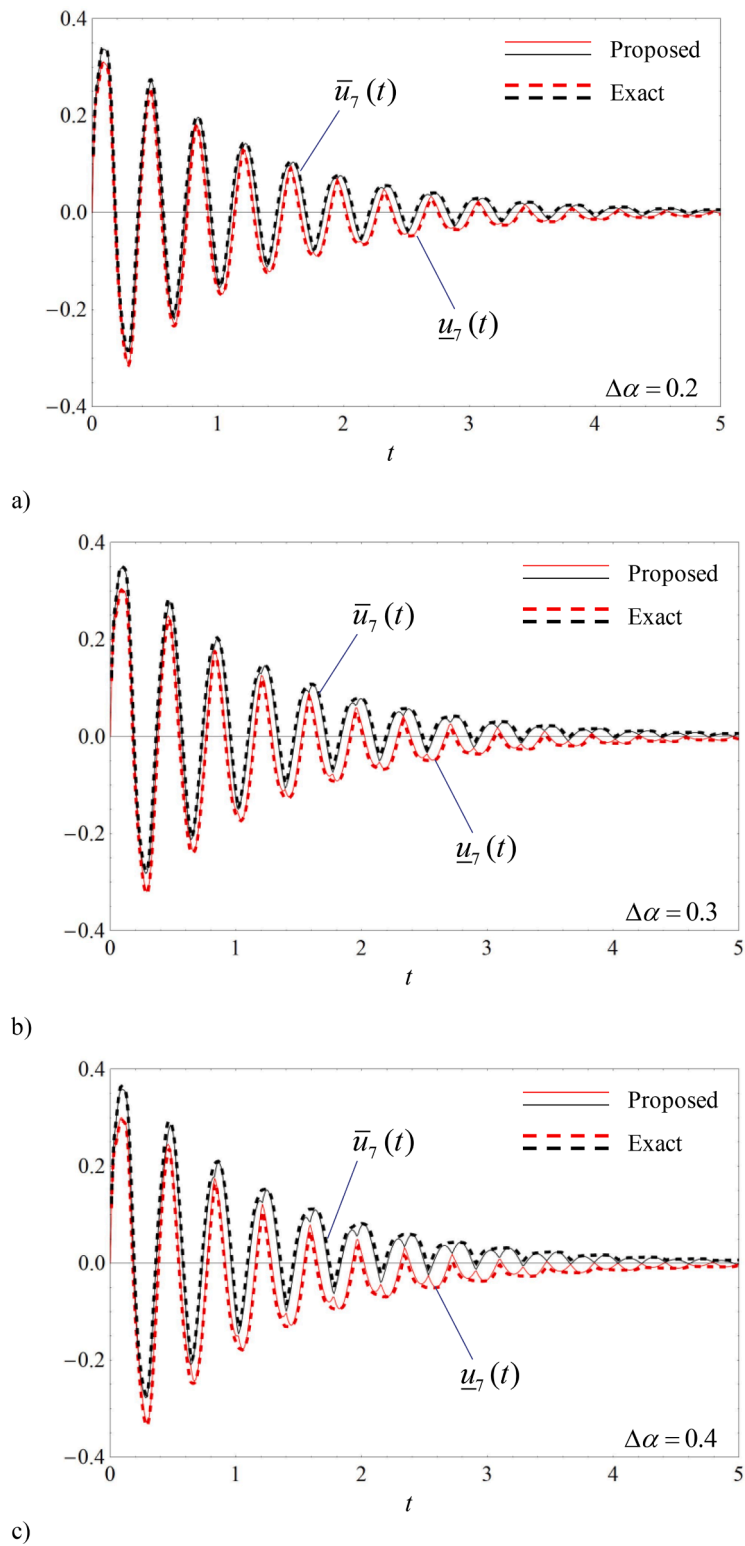 0.4
Proposed
ū₇(t)
Exact
0.2
0.0
−0.2
u̲₇(t)
Δα = 0.2
−0.4
0 1 2 3 4 5
t
a)
0.4
Proposed
0.2
ū₇(t)
Exact
0.0
−0.2
u̲₇(t)
Δα = 0.3
−0.4
0 1 2 3 4 5
t
b)
0.4
Proposed
ū₇(t)
Exact
0.2
0.0
−0.2
u̲₇(t)
Δα = 0.4
−0.4
0 1 2 3 4 5
t
c)